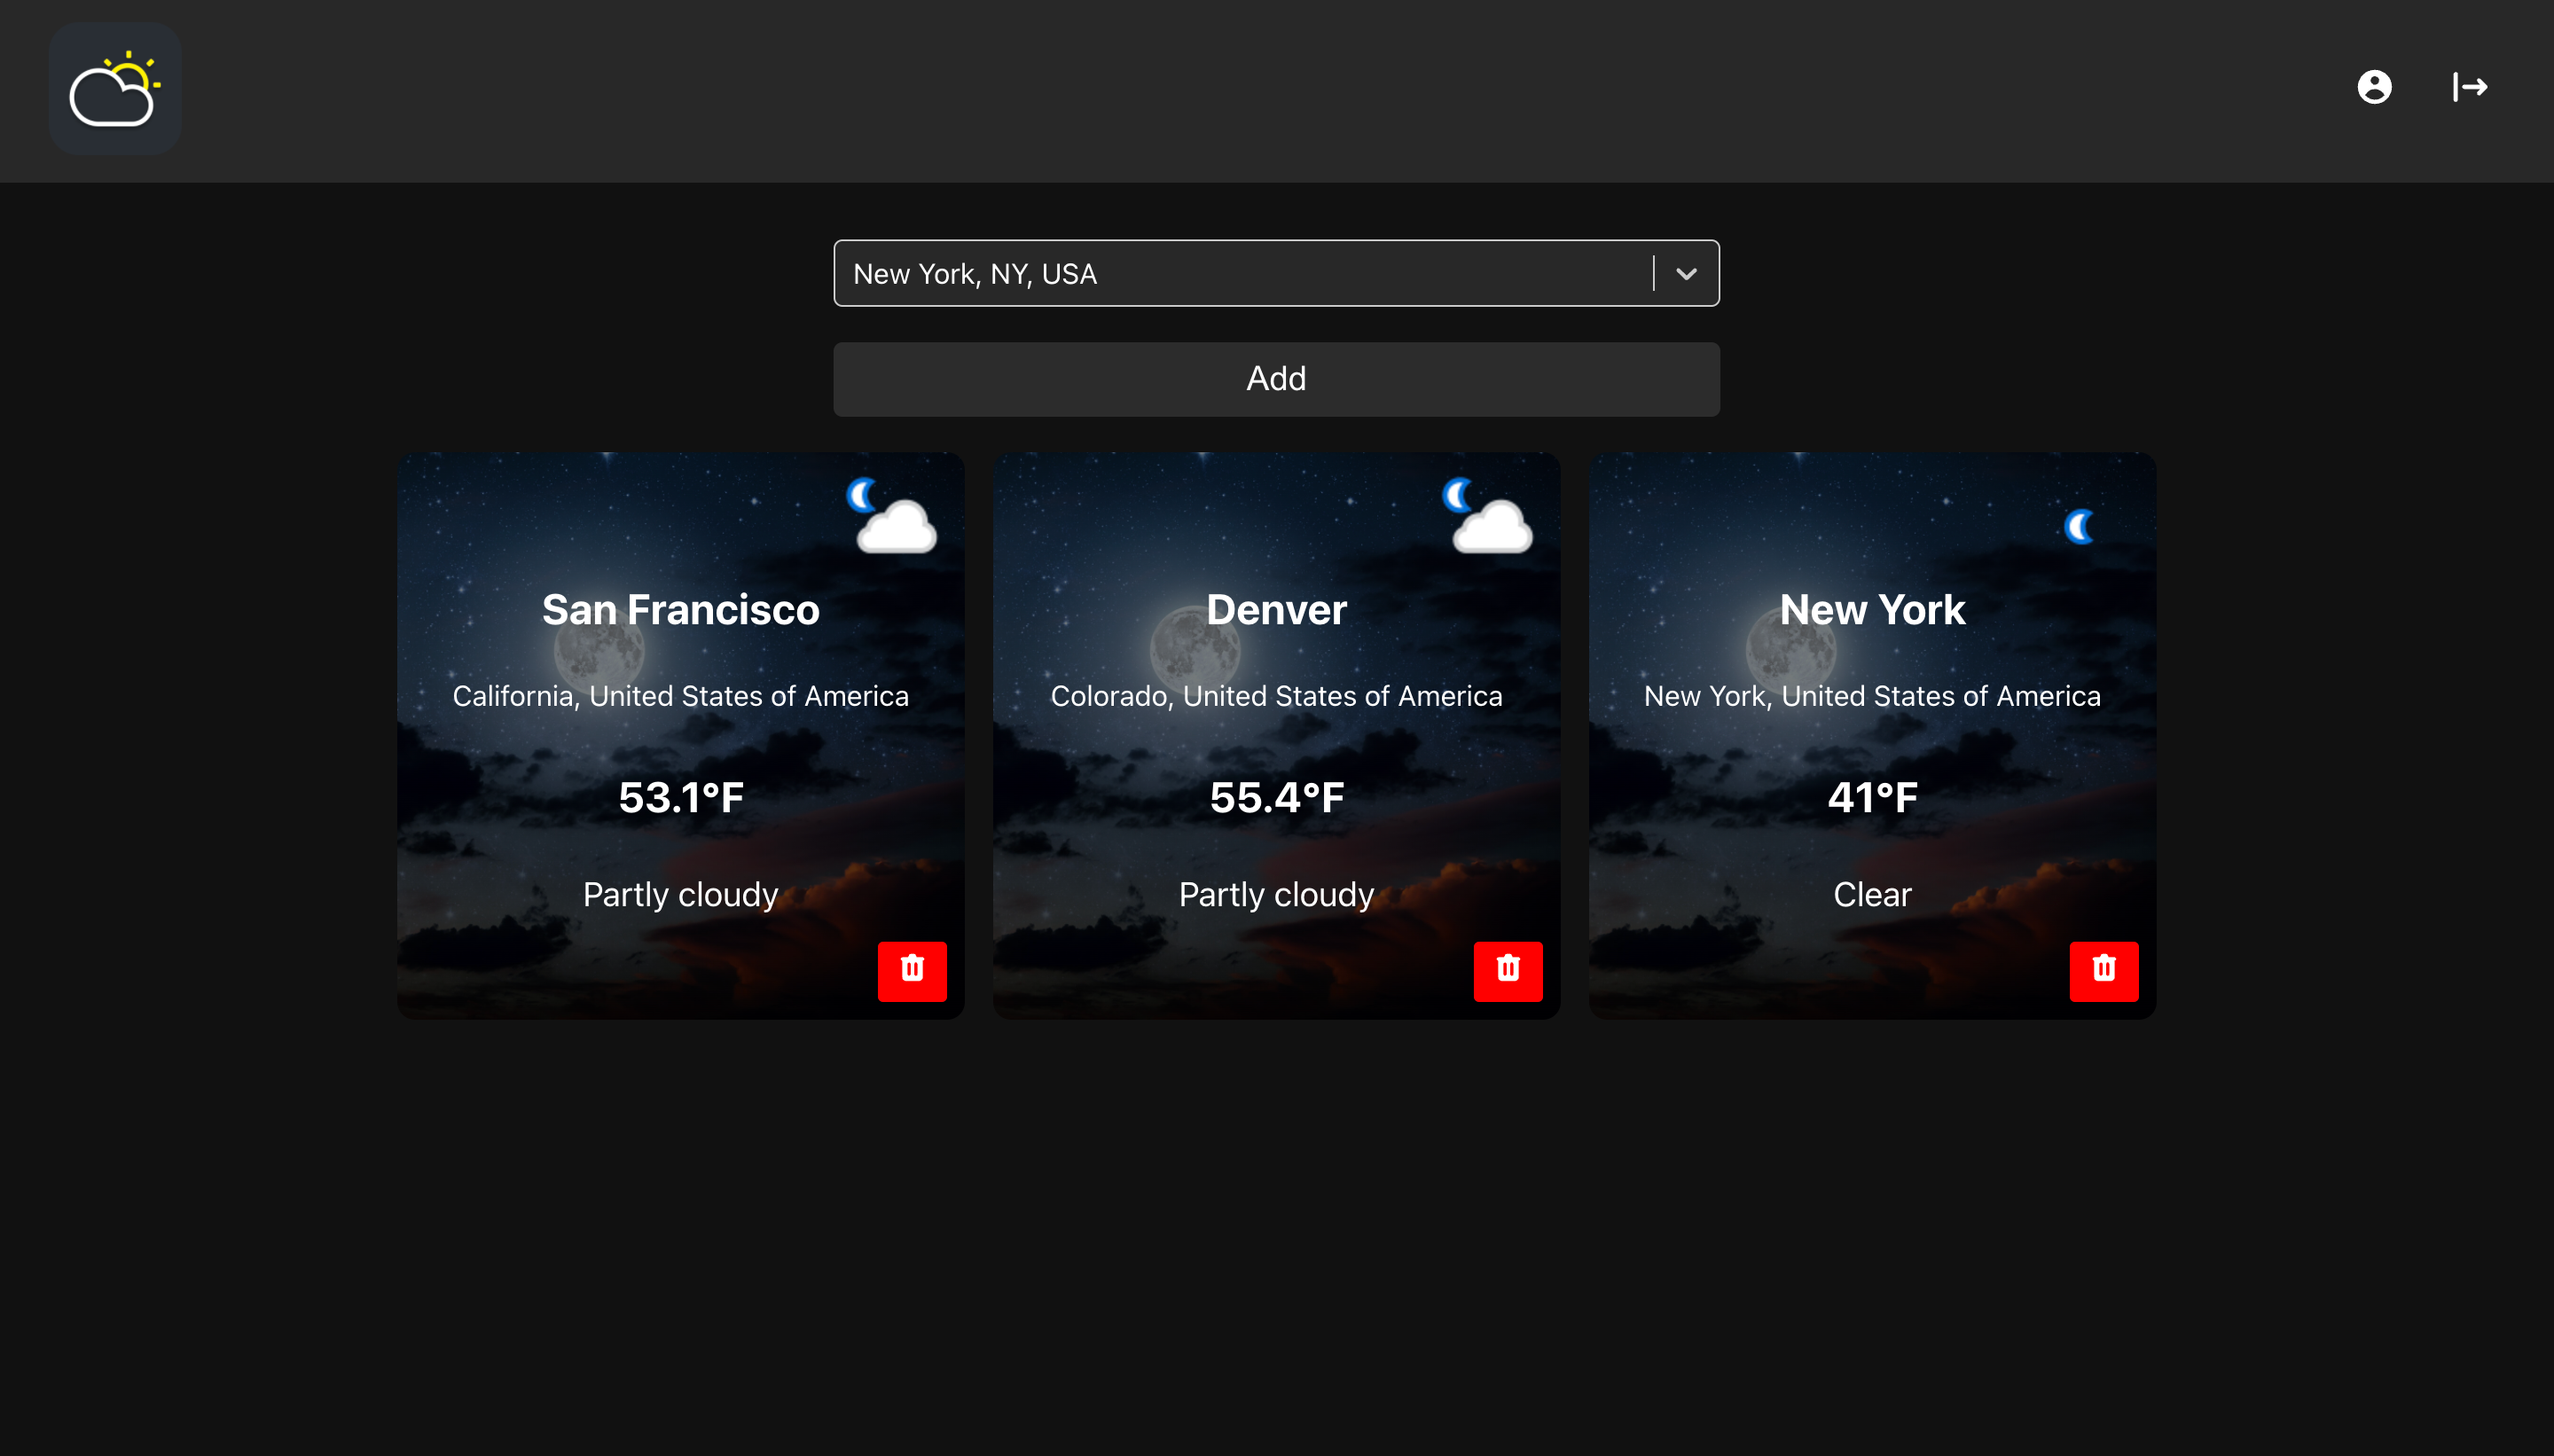 New York, NY, USA
Add
San Francisco
California, United States of America
53.1°F
Partly cloudy
Denver
Colorado, United States of America
55.4°F
Partly cloudy
New York
New York, United States of America
41°F
Clear